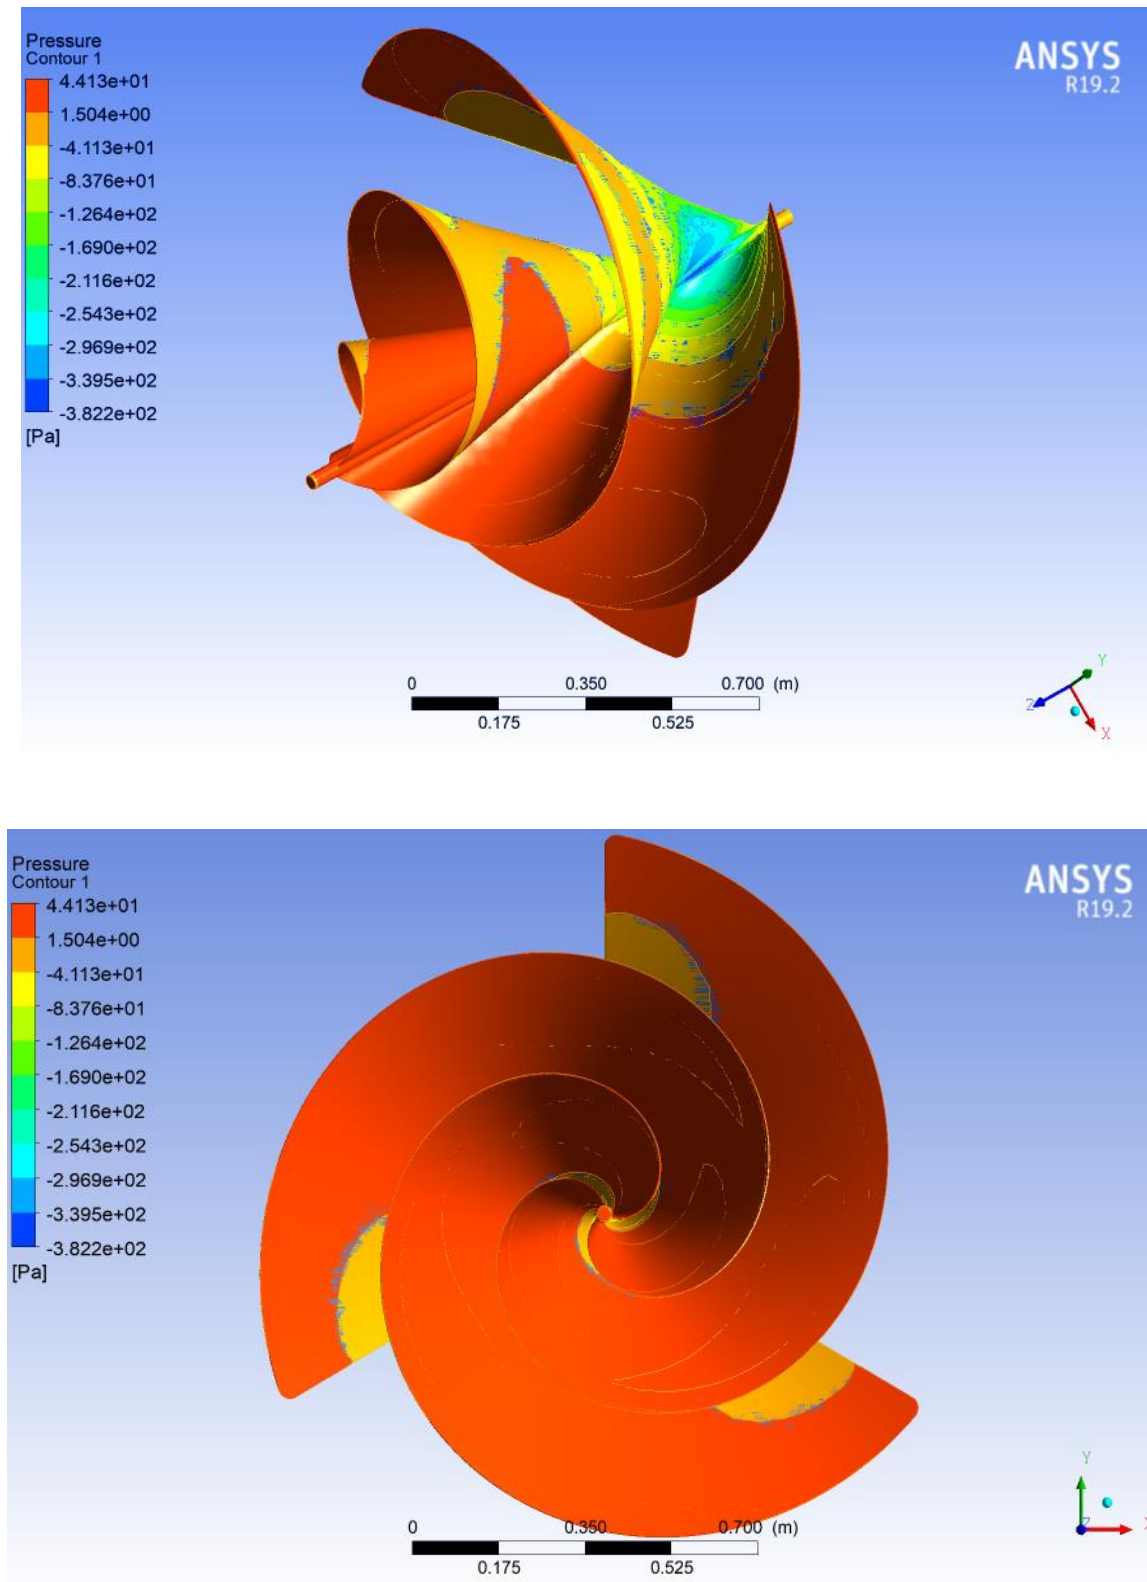 Pressure
Contour 1
4.413e+01
1.504e+00
-4.113e+01
-8.376e+01
-1.264e+02
-1.690e+02
-2.116e+02
-2.543e+02
-2.969e+02
-3.395e+02
-3.822e+02
[Pa]
ANSYS
R19.2
0 0.350 0.700 (m)
0.175 0.525
Y
Z
X
Pressure
Contour 1
4.413e+01
1.504e+00
-4.113e+01
-8.376e+01
-1.264e+02
-1.690e+02
-2.116e+02
-2.543e+02
-2.969e+02
-3.395e+02
-3.822e+02
[Pa]
ANSYS
R19.2
0 0.350 0.700 (m)
0.175 0.525
Y
Z
X